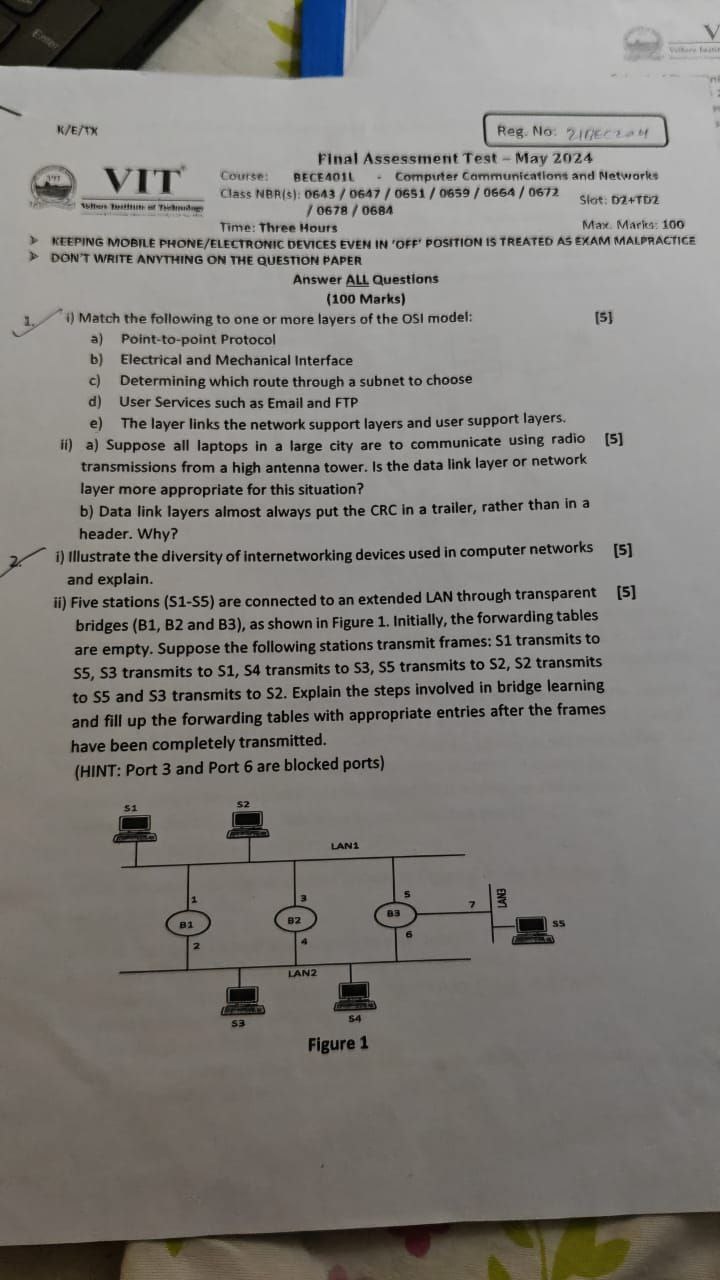 Enter
V
K/E/TX
Reg. No:
VIT
Final Assessment Test – May 2024
Course: BECE401L - Computer Communications and Networks
Class NBR(s): 0643 / 0647 / 0651 / 0659 / 0664 / 0672
/ 0678 / 0684
Slot: D2+TD2
Time: Three Hours
Max. Marks: 100
➤ KEEPING MOBILE PHONE/ELECTRONIC DEVICES EVEN IN 'OFF' POSITION IS TREATED AS EXAM MALPRACTICE
➤ DON'T WRITE ANYTHING ON THE QUESTION PAPER
Answer ALL Questions
(100 Marks)
1. i) Match the following to one or more layers of the OSI model: [5]
a) Point-to-point Protocol
b) Electrical and Mechanical Interface
c) Determining which route through a subnet to choose
d) User Services such as Email and FTP
e) The layer links the network support layers and user support layers.
ii) a) Suppose all laptops in a large city are to communicate using radio [5]
transmissions from a high antenna tower. Is the data link layer or network
layer more appropriate for this situation?
b) Data link layers almost always put the CRC in a trailer, rather than in a
header. Why?
2. i) Illustrate the diversity of internetworking devices used in computer networks [5]
and explain.
ii) Five stations (S1-S5) are connected to an extended LAN through transparent [5]
bridges (B1, B2 and B3), as shown in Figure 1. Initially, the forwarding tables
are empty. Suppose the following stations transmit frames: S1 transmits to
S5, S3 transmits to S1, S4 transmits to S3, S5 transmits to S2, S2 transmits
to S5 and S3 transmits to S2. Explain the steps involved in bridge learning
and fill up the forwarding tables with appropriate entries after the frames
have been completely transmitted.
(HINT: Port 3 and Port 6 are blocked ports)
S1
S2
LAN1
1
3
5
7
LAN3
B1
B2
B3
S5
2
4
6
LAN2
S3
S4
Figure 1